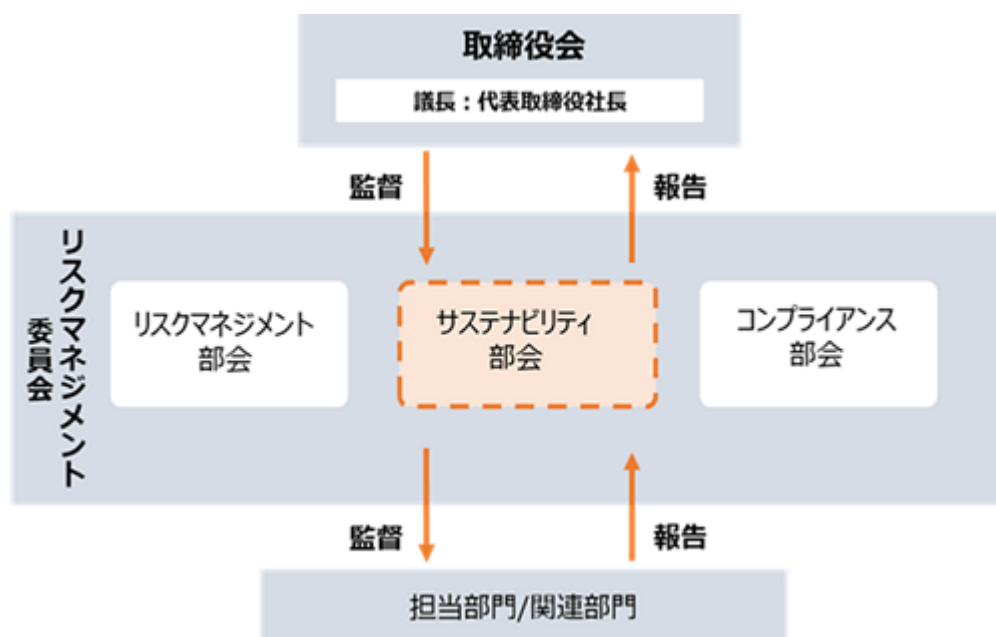 取締役会
議長：代表取締役社長
監督
報告
リスクマネジメント
委員会
リスクマネジメント
部会
サステナビリティ
部会
コンプライアンス
部会
監督
報告
担当部門/関連部門